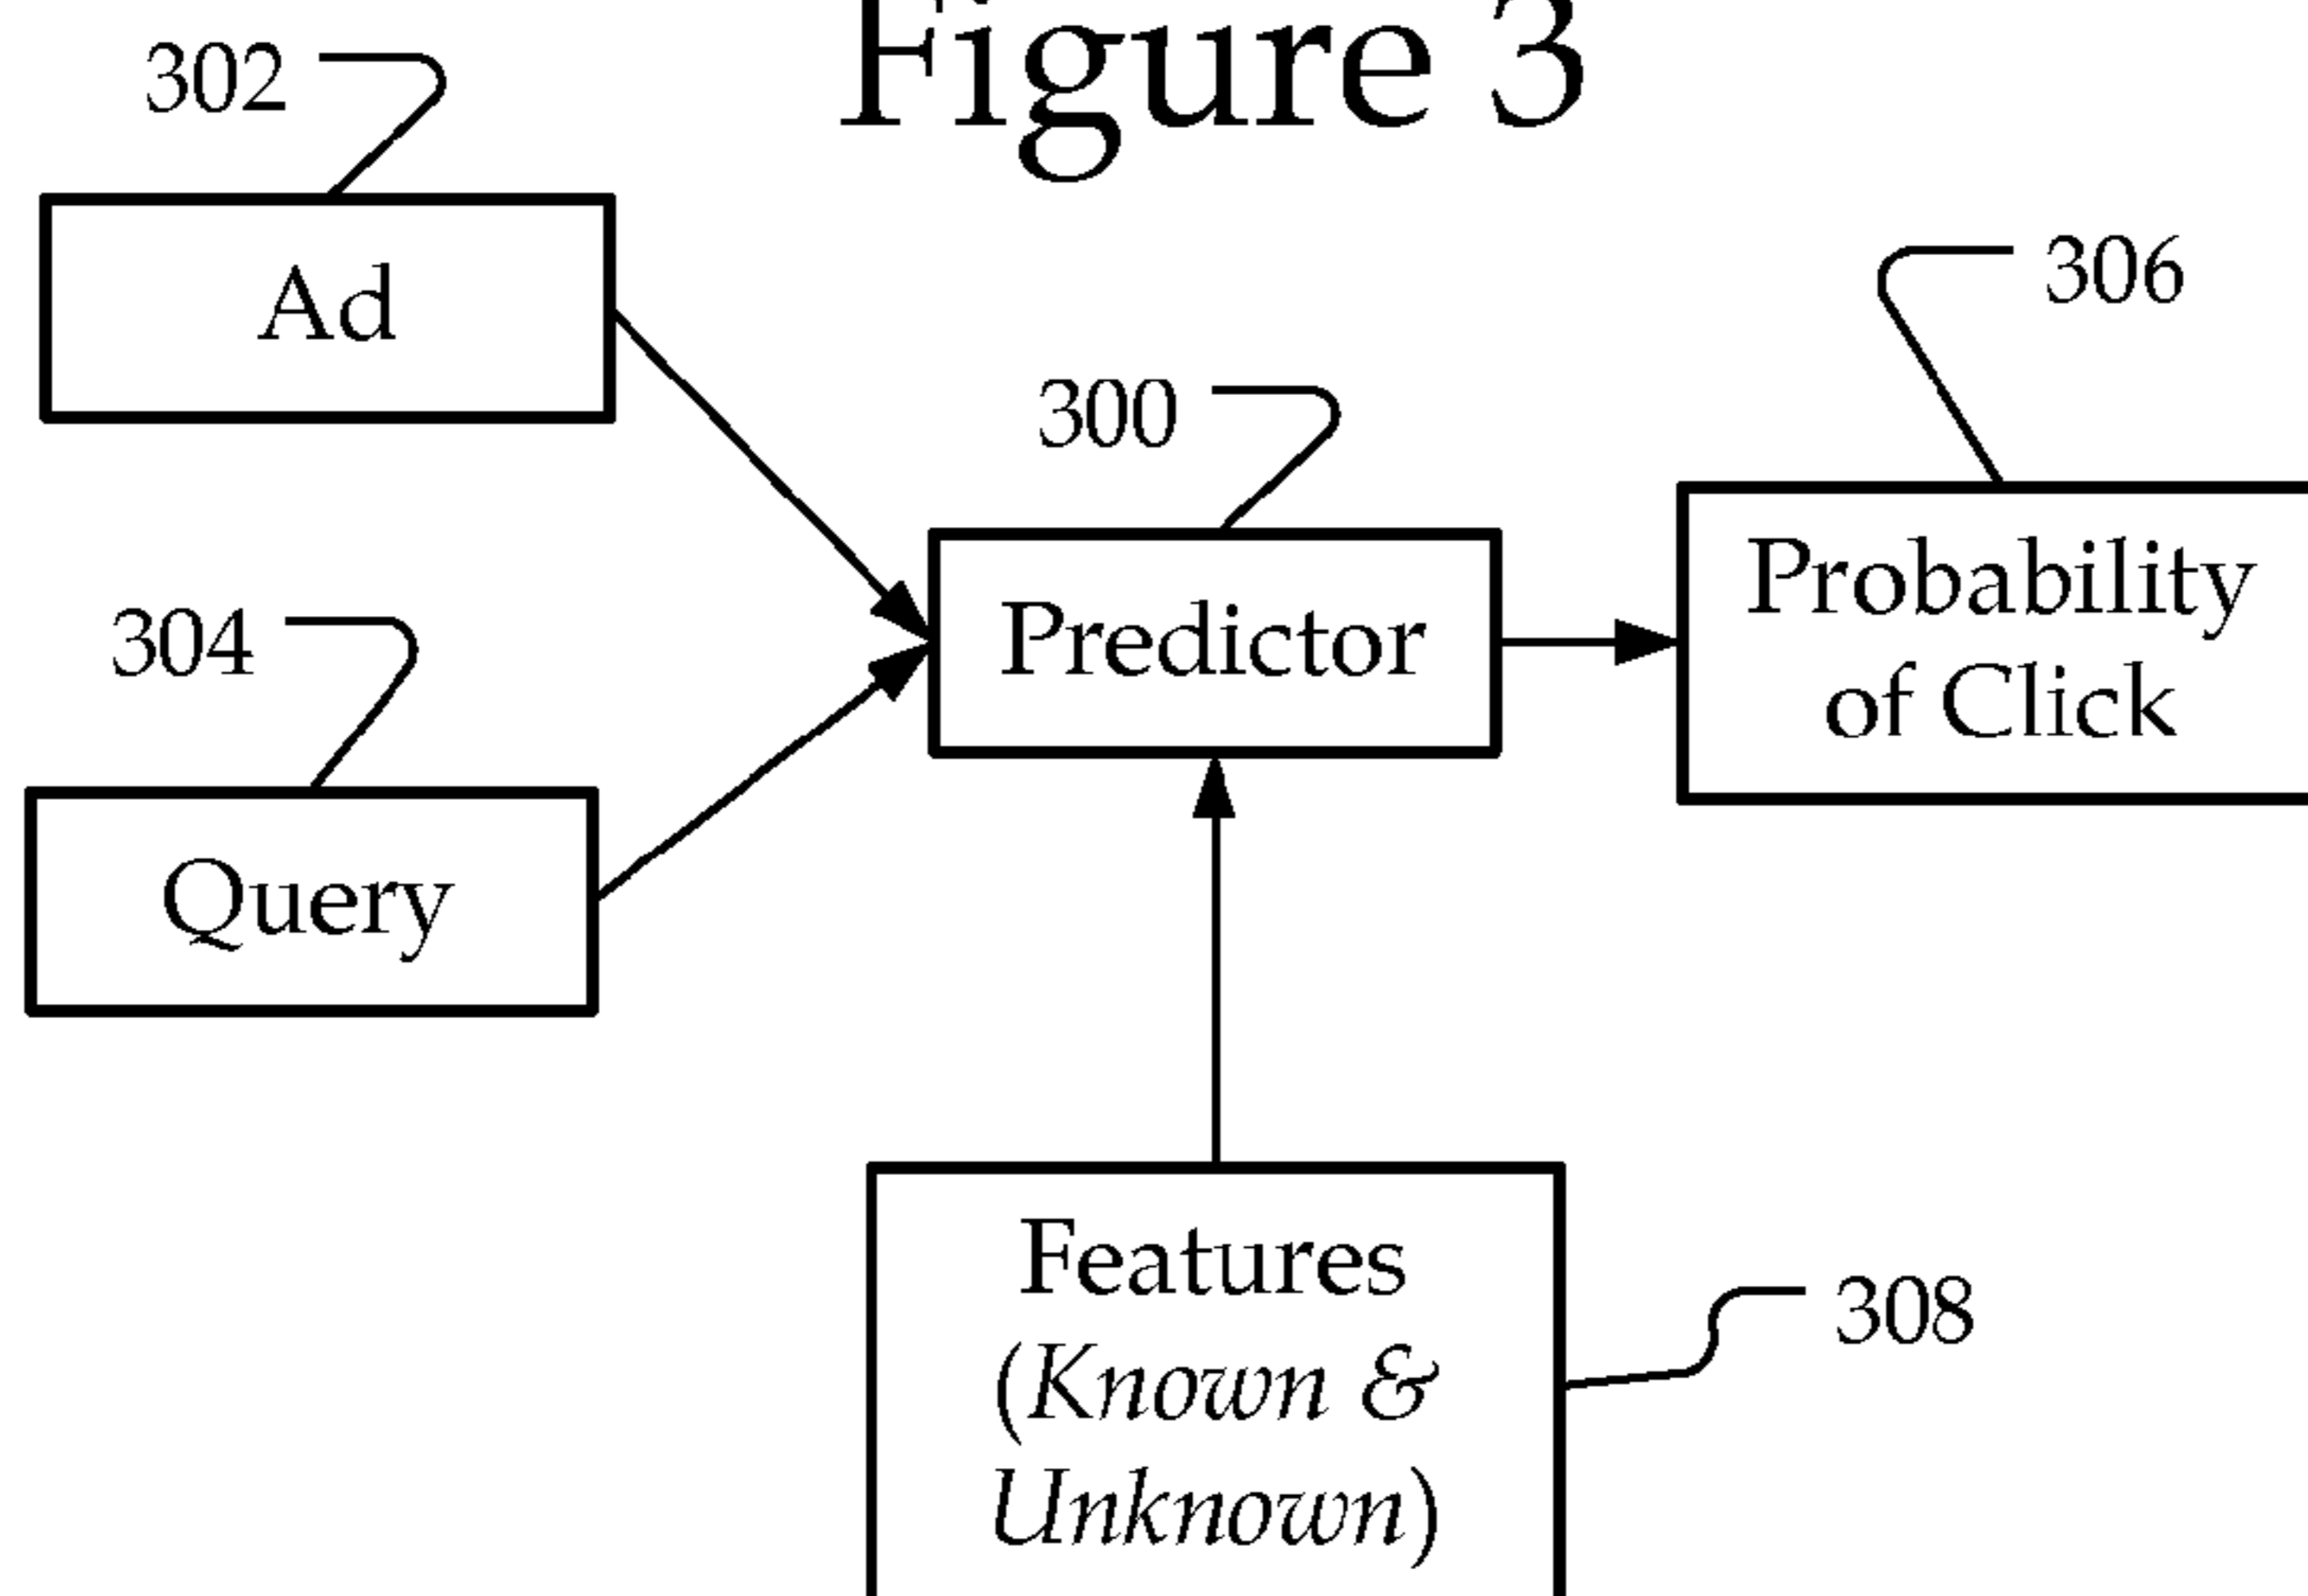 Figure 3
302
Ad
306
300
Probability
of Click
Predictor
304
Query
Features
(Known &
Unknown)
308